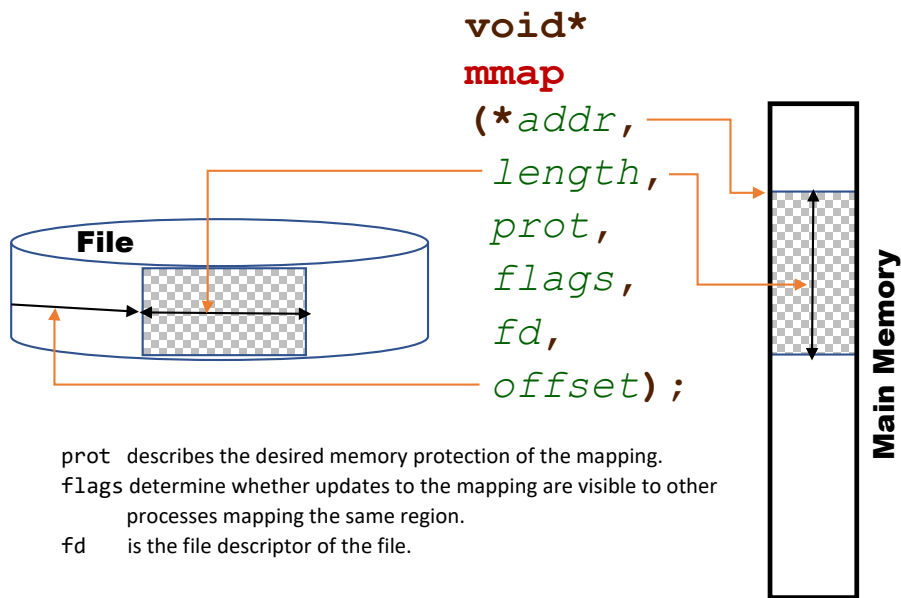 void*
mmap
(*addr,
length,
prot,
flags,
fd,
offset);
File
Main Memory
prot describes the desired memory protection of the mapping.
flags determine whether updates to the mapping are visible to other
processes mapping the same region.
fd is the file descriptor of the file.